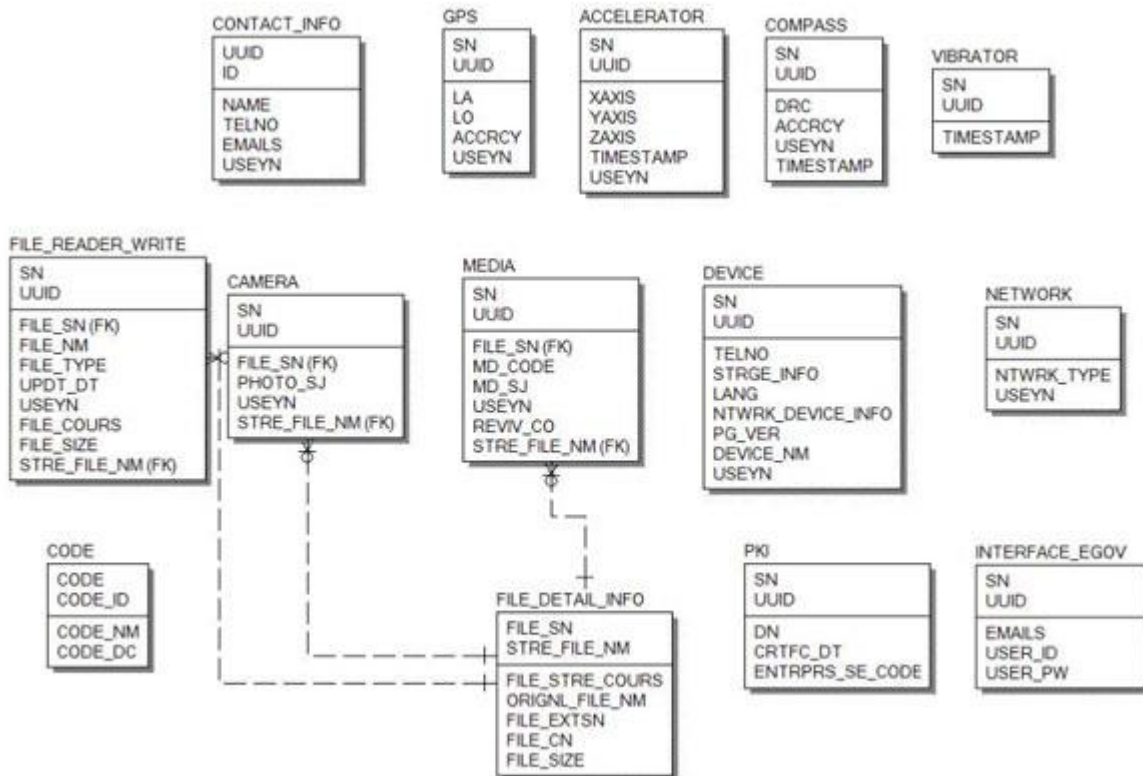 CONTACT_INFO
UUID
ID
NAME
TELNO
EMAILS
USEYN
GPS
SN
UUID
LA
LO
ACCRCY
USEYN
ACCELERATOR
SN
UUID
XAXIS
YAXIS
ZAXIS
TIMESTAMP
USEYN
COMPASS
SN
UUID
DRC
ACCRCY
USEYN
TIMESTAMP
VIBRATOR
SN
UUID
TIMESTAMP
FILE_READER_WRITE
SN
UUID
FILE_SN (FK)
FILE_NM
FILE_TYPE
UPDT_DT
USEYN
FILE_COURS
FILE_SIZE
STRE_FILE_NM (FK)
CAMERA
SN
UUID
FILE_SN (FK)
PHOTO_SJ
USEYN
STRE_FILE_NM (FK)
MEDIA
SN
UUID
FILE_SN (FK)
MD_CODE
MD_SJ
USEYN
REVIV_CO
STRE_FILE_NM (FK)
DEVICE
SN
UUID
TELNO
STRGE_INFO
LANG
NTWRK_DEVICE_INFO
PG_VER
DEVICE_NM
USEYN
NETWORK
SN
UUID
NTWRK_TYPE
USEYN
CODE
CODE
CODE_ID
CODE_NM
CODE_DC
FILE_DETAIL_INFO
FILE_SN
STRE_FILE_NM
FILE_STRE_COURS
ORIGNL_FILE_NM
FILE_EXTSN
FILE_CN
FILE_SIZE
PKI
SN
UUID
DN
CRTFC_DT
ENTRPRS_SE_CODE
INTERFACE_EGOV
SN
UUID
EMAILS
USER_ID
USER_PW